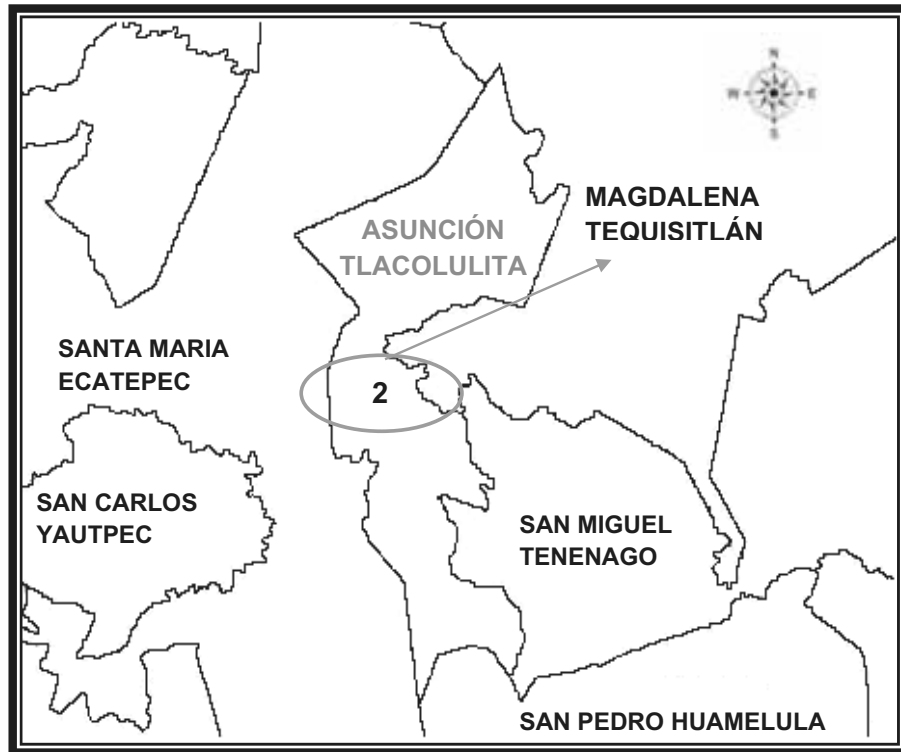 N
W E
S
MAGDALENA
TEQUISITLÁN
ASUNCIÓN
TLACOLULITA
SANTA MARIA
ECATEPEC
2
SAN CARLOS
YAUTPEC
SAN MIGUEL
TENENAGO
SAN PEDRO HUAMELULA